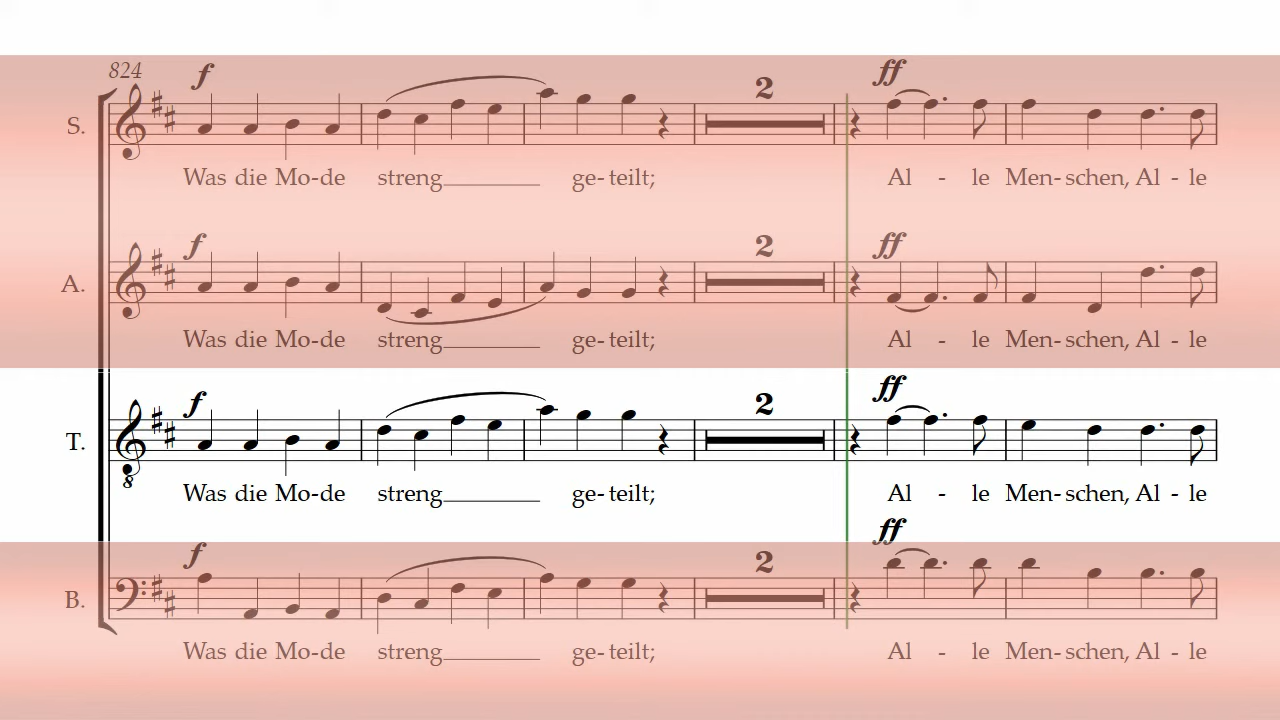 824
f
2
ff
S.
Was die Mo-de streng ge-teilt; Al - le Men-schen, Al - le
f
2
ff
A.
Was die Mo-de streng ge-teilt; Al - le Men-schen, Al - le
f
2
ff
T.
8
Was die Mo-de streng ge-teilt; Al - le Men-schen, Al - le
f
2
ff
B.
Was die Mo-de streng ge-teilt; Al - le Men-schen, Al - le